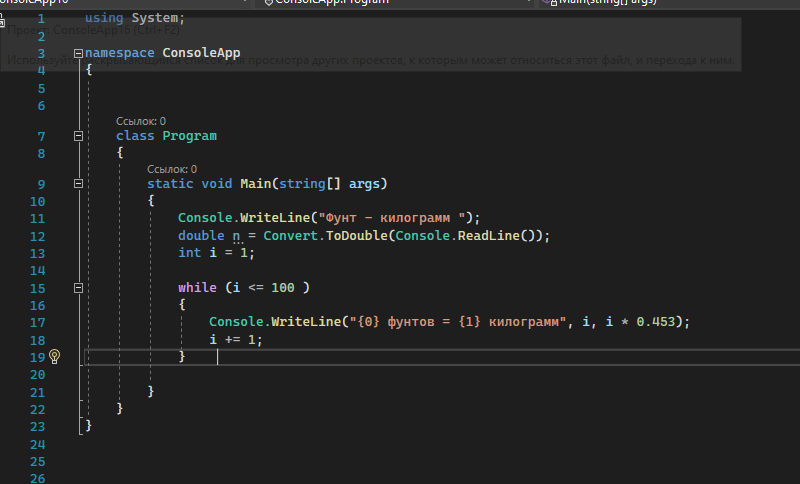 ConsoleApp.Program Main(string[] args)
1 using System;
2 Проект: ConsoleApp16 (Ctrl+F2)
3 namespace ConsoleApp
Используйте раскрывающийся список для просмотра других проектов, к которым может относиться этот файл, и перехода к ним.
4 {
5
6
Ссылок: 0
7 class Program
8 {
Ссылок: 0
9 static void Main(string[] args)
10 {
11 Console.WriteLine("Фунт - килограмм ");
12 double n = Convert.ToDouble(Console.ReadLine());
13 int i = 1;
14
15 while (i <= 100 )
16 {
17 Console.WriteLine("{0} фунтов = {1} килограмм", i, i * 0.453);
18 i += 1;
19 }
20
21 }
22 }
23 }
24
25
26